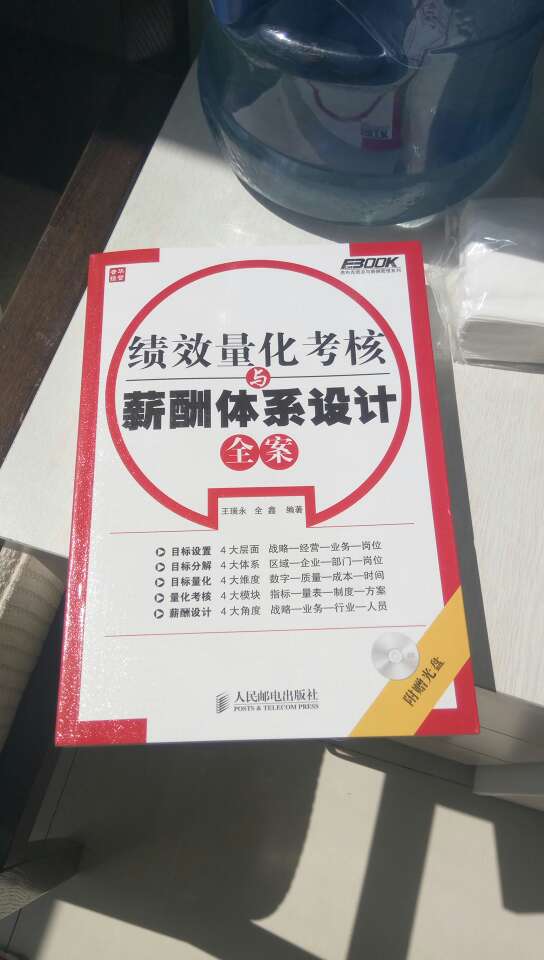 普华
经管
EBOOK
绩效量化考核
与
薪酬体系设计
全案
王瑞永 全鑫 编著
目标设置 4大层面 战略—经营—业务—岗位
目标分解 4大体系 区域—企业—部门—岗位
目标量化 4大维度 数字—质量—成本—时间
量化考核 4大模块 指标—量表—制度—方案
薪酬设计 4大角度 战略—业务—行业—人员
附赠光盘
人民邮电出版社
POSTS & TELECOM PRESS